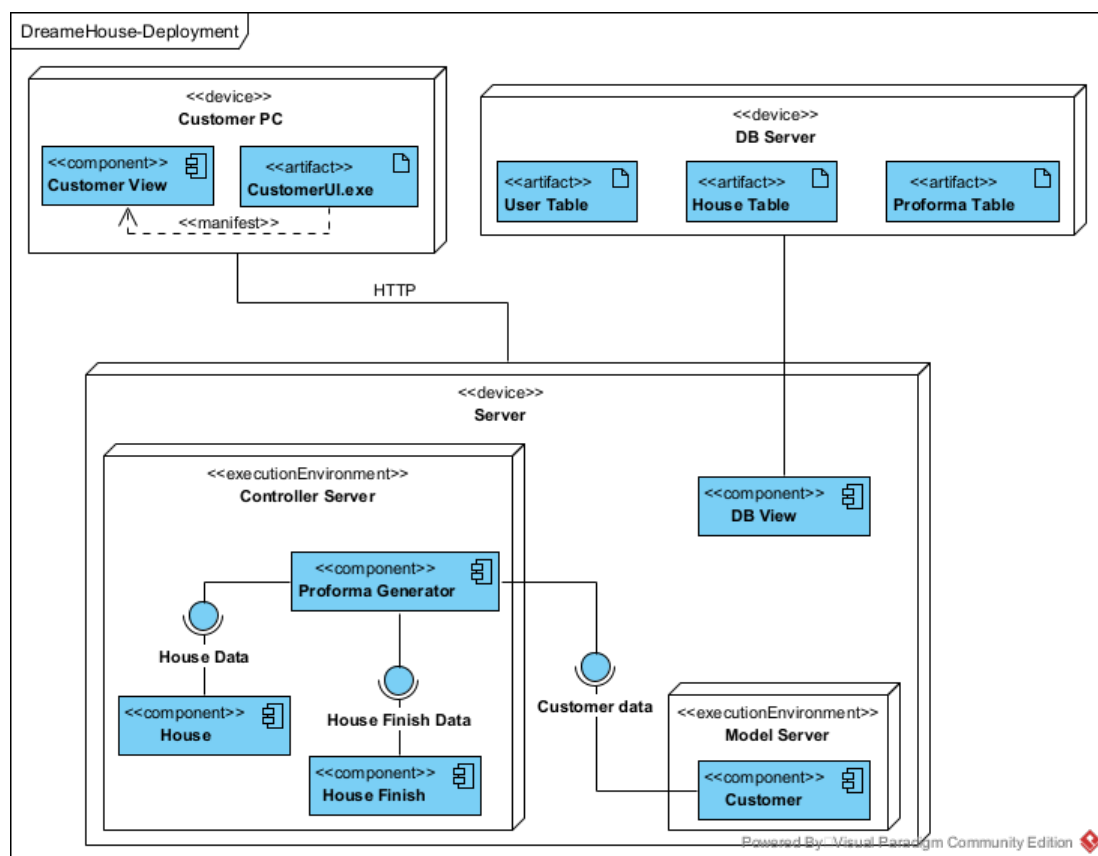 DreameHouse-Deployment
<<device>>
Customer PC
<<component>>
Customer View
<<artifact>>
CustomerUI.exe
<<manifest>>
<<device>>
DB Server
<<artifact>>
User Table
<<artifact>>
House Table
<<artifact>>
Proforma Table
HTTP
<<device>>
Server
<<executionEnvironment>>
Controller Server
<<component>>
DB View
<<component>>
Proforma Generator
House Data
House Finish Data
Customer data
<<component>>
House
<<component>>
House Finish
<<executionEnvironment>>
Model Server
<<component>>
Customer
Powered By Visual Paradigm Community Edition